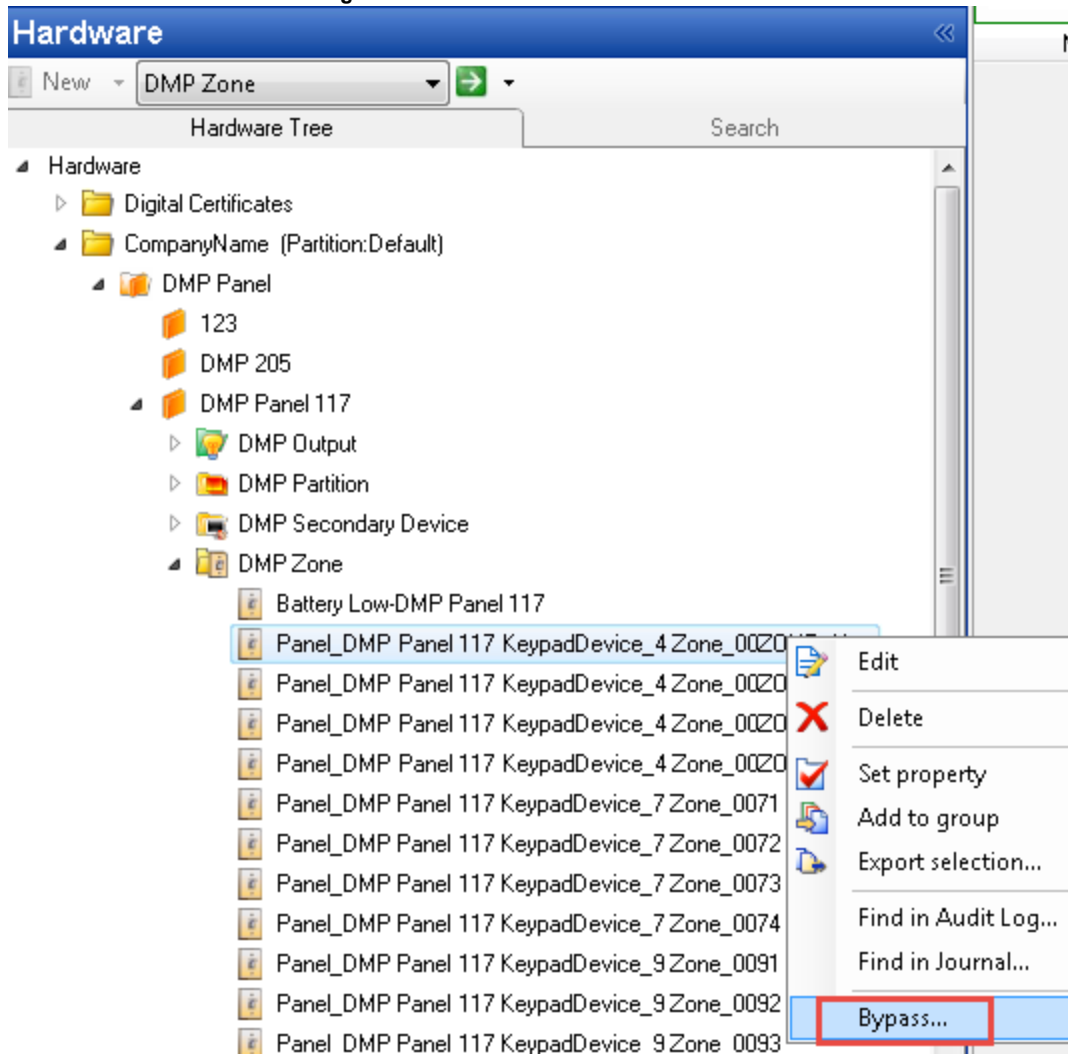 Hardware
New DMP Zone
Hardware Tree Search
Hardware
Digital Certificates
CompanyName (Partition:Default)
DMP Panel
123
DMP 205
DMP Panel 117
DMP Output
DMP Partition
DMP Secondary Device
DMP Zone
Battery Low-DMP Panel 117
Panel_DMP Panel 117 KeypadDevice_4 Zone_00ZO
Edit
Panel_DMP Panel 117 KeypadDevice_4 Zone_00ZO
Panel_DMP Panel 117 KeypadDevice_4 Zone_00ZO
Delete
Panel_DMP Panel 117 KeypadDevice_4 Zone_00ZO
Set property
Panel_DMP Panel 117 KeypadDevice_7 Zone_0071
Add to group
Panel_DMP Panel 117 KeypadDevice_7 Zone_0072
Export selection...
Panel_DMP Panel 117 KeypadDevice_7 Zone_0073
Panel_DMP Panel 117 KeypadDevice_7 Zone_0074
Find in Audit Log...
Panel_DMP Panel 117 KeypadDevice_9 Zone_0091
Find in Journal...
Panel_DMP Panel 117 KeypadDevice_9 Zone_0092
Bypass...
Panel_DMP Panel 117 KeypadDevice_9 Zone_0093